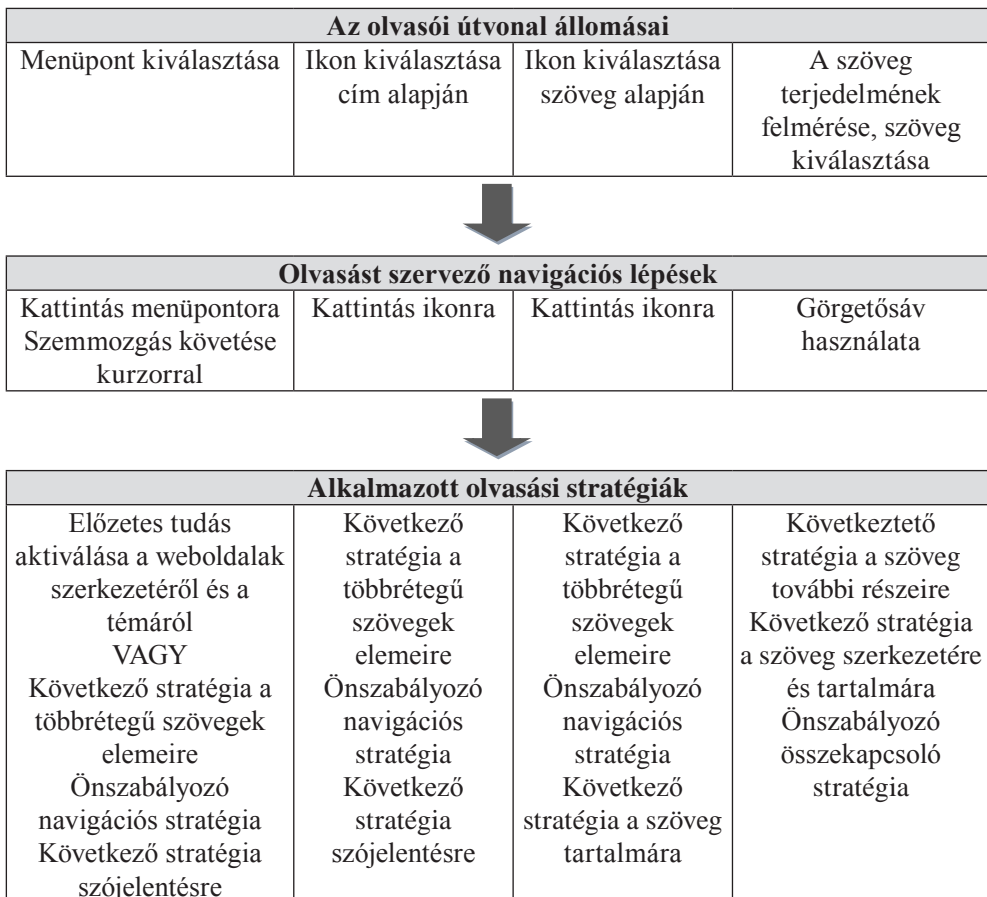 Az olvasói útvonal állomásai
Menüpont kiválasztása
Ikon kiválasztása
cím alapján
Ikon kiválasztása
szöveg alapján
A szöveg
terjedelmének
felmérése, szöveg
kiválasztása
Olvasást szervező navigációs lépések
Kattintás menüpontora
Szemmozgás követése
kurzorral
Kattintás ikonra
Kattintás ikonra
Görgetősáv
használata
Alkalmazott olvasási stratégiák
Előzetes tudás
aktiválása a weboldalak
szerkezetéről és a
témáról
VAGY
Következő stratégia a
többrétegű szövegek
elemeire
Önszabályozó
navigációs stratégia
Következő stratégia
szójelentésre
Következő
stratégia a
többrétegű
szövegek
elemeire
Önszabályozó
navigációs
stratégia
Következő
stratégia
szójelentésre
Következő
stratégia a
többrétegű
szövegek
elemeire
Önszabályozó
navigációs
stratégia
Következő
stratégia a szöveg
tartalmára
Következtető
stratégia a szöveg
további részeire
Következő stratégia
a szöveg szerkezetére
és tartalmára
Önszabályozó
összekapcsoló
stratégia